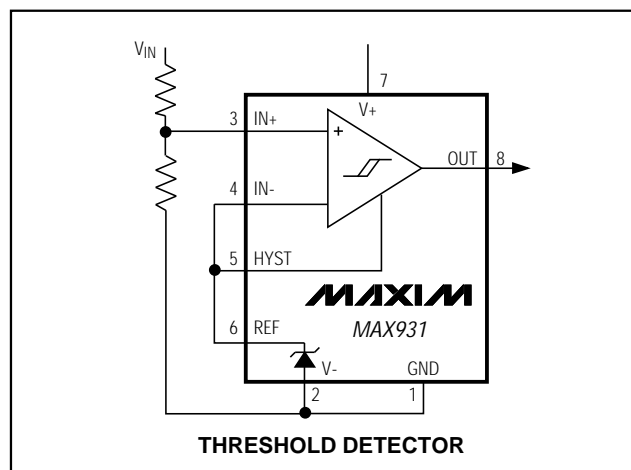 VIN
7
V+
3 IN+
+
OUT 8
4 IN-
5 HYST
MAXIM
MAX931
6 REF
V-
GND
2
1
THRESHOLD DETECTOR